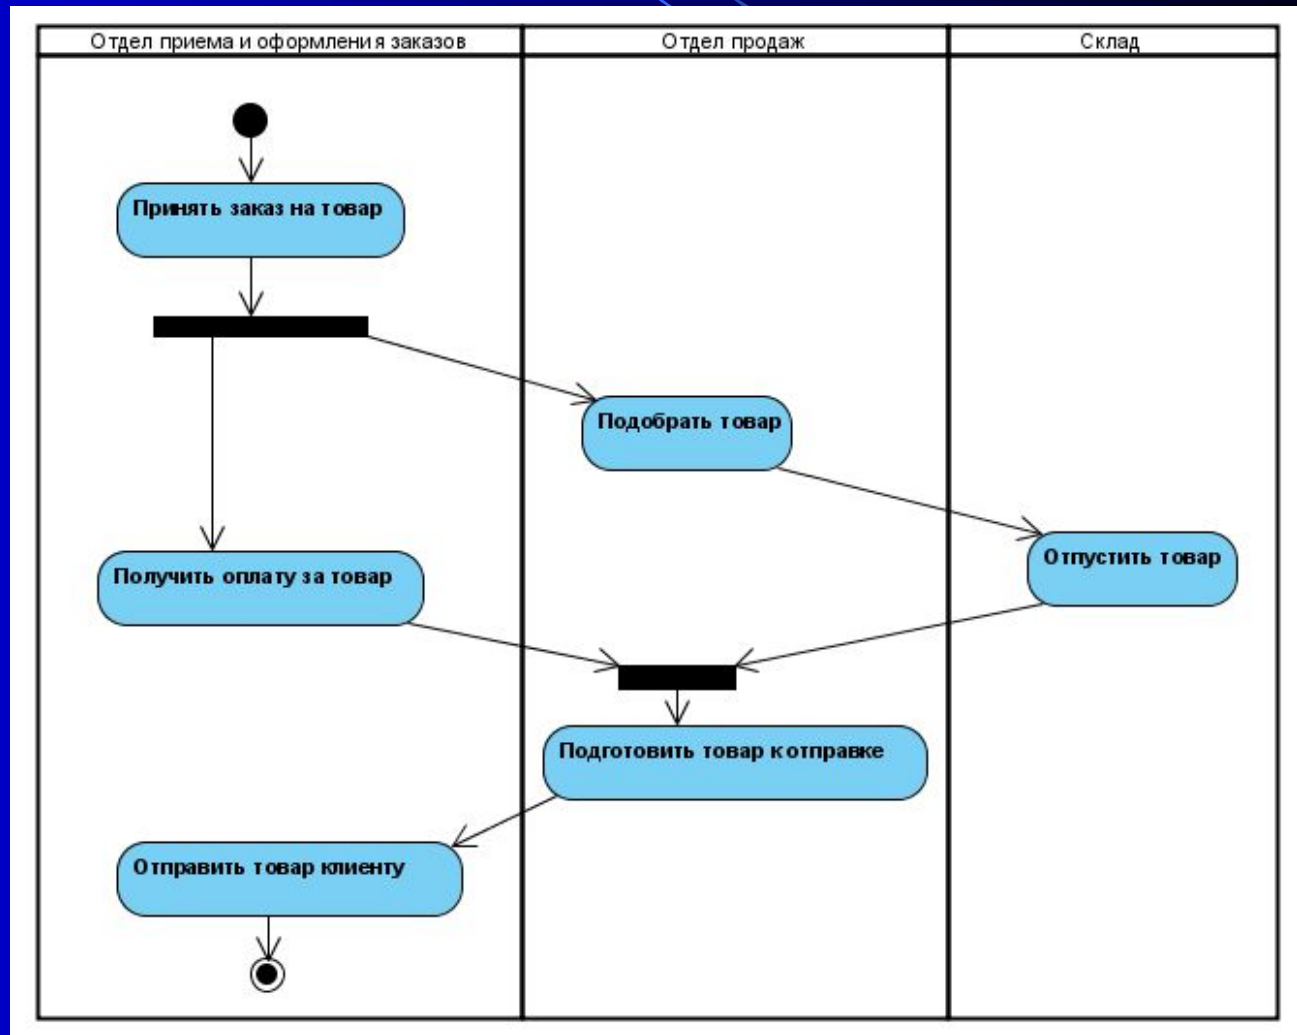 Отдел приема и оформления заказов
Отдел продаж
Склад
Принять заказ на товар
Подобрать товар
Отпустить товар
Получить оплату за товар
Подготовить товар к отправке
Отправить товар клиенту